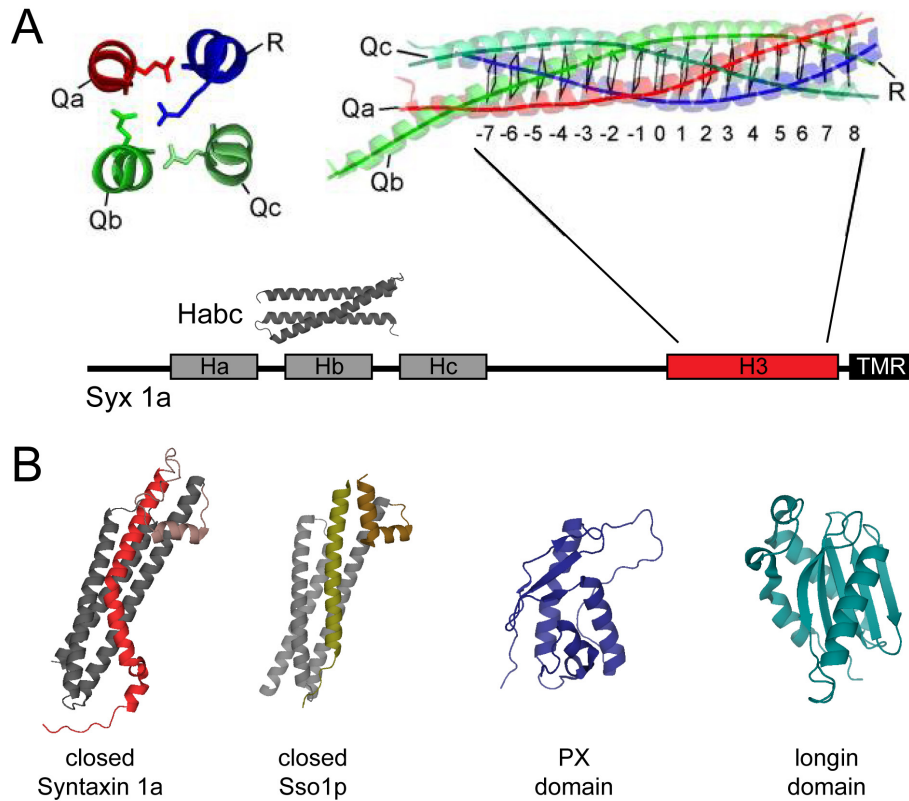 A
Qa
R
Qb
Qc
Qc
Qa
R
Qb
-7 -6 -5 -4 -3 -2 -1 0 1 2 3 4 5 6 7 8
Habc
Ha Hb Hc H3 TMR
Syx 1a
B
closed
Syntaxin 1a
closed
Sso1p
PX
domain
longin
domain